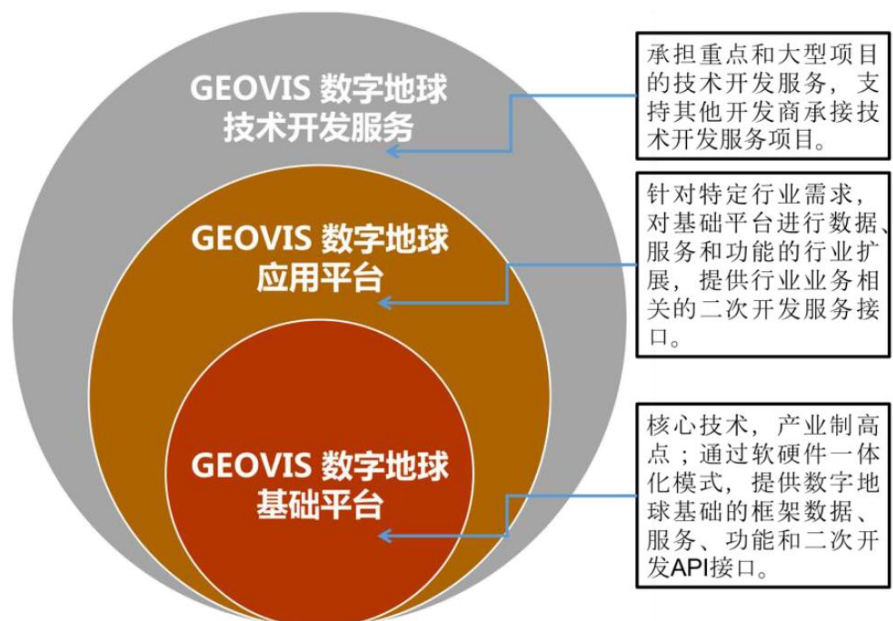 GEOVIS 数字地球
技术开发服务
承担重点和大型项目
的技术开发服务，支
持其他开发商承接技
术开发服务项目。
GEOVIS 数字地球
应用平台
针对特定行业需求，
对基础平台进行数据、
服务和功能的行业扩
展，提供行业业务相
关的二次开发服务接
口。
GEOVIS 数字地球
基础平台
核心技术，产业制高
点；通过软硬件一体
化模式，提供数字地
球基础的框架数据、
服务、功能和二次开
发API接口。